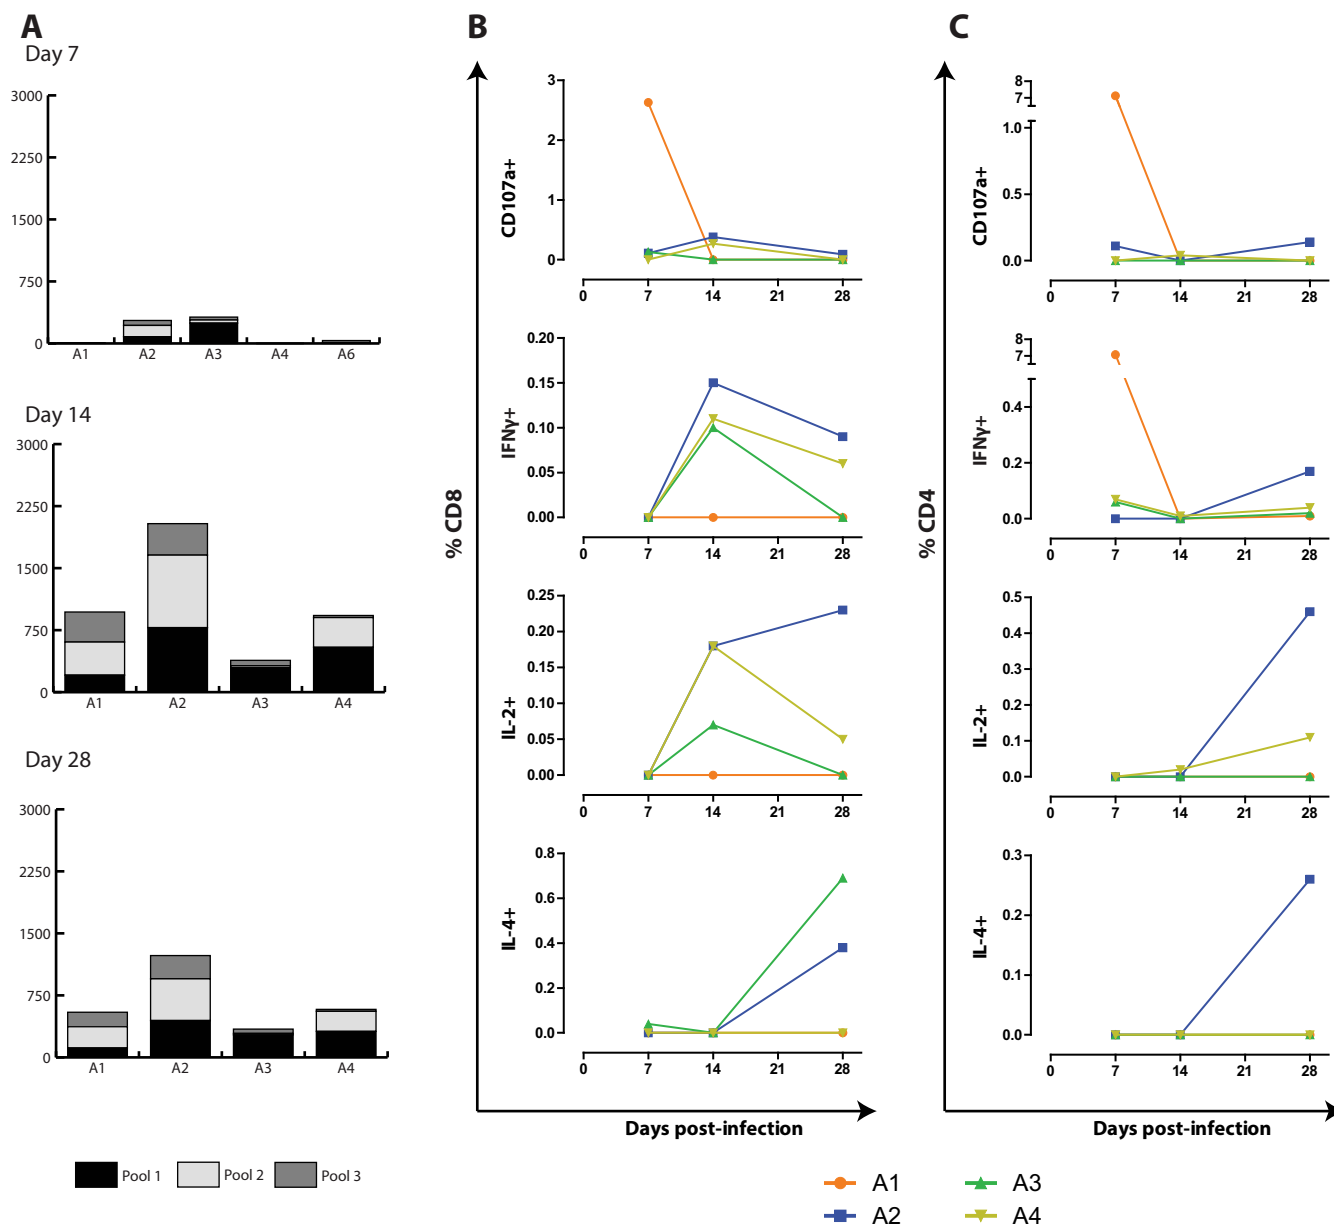 A
Day 7
3000
2250
1500
750
0
A1 A2 A3 A4 A6
Day 14
3000
2250
1500
750
0
A1 A2 A3 A4
Day 28
3000
2250
1500
750
0
A1 A2 A3 A4
Pool 1 Pool 2 Pool 3
B
% CD8
CD107a+
3
2
1
0
0 7 14 21 28
IFNγ+
0.20
0.15
0.10
0.05
0.00
0 7 14 21 28
IL-2+
0.25
0.20
0.15
0.10
0.05
0.00
0 7 14 21 28
IL-4+
0.8
0.6
0.4
0.2
0.0
0 7 14 21 28
Days post-infection
C
% CD4
CD107a+
8
7
1.0
0.5
0.0
0 7 14 21 28
IFNγ+
8
7
0.4
0.2
0.0
0 7 14 21 28
IL-2+
0.5
0.4
0.3
0.2
0.1
0.0
0 7 14 21 28
IL-4+
0.3
0.2
0.1
0.0
0 7 14 21 28
Days post-infection
A1 A3
A2 A4